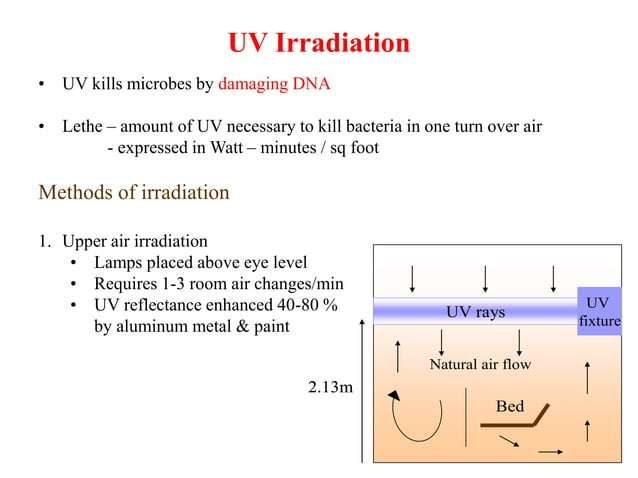 UV Irradiation
• UV kills microbes by damaging DNA
• Lethe – amount of UV necessary to kill bacteria in one turn over air
- expressed in Watt – minutes / sq foot
Methods of irradiation
1. Upper air irradiation
• Lamps placed above eye level
• Requires 1-3 room air changes/min
• UV reflectance enhanced 40-80 %
by aluminum metal & paint
UV rays
UV
fixture
Natural air flow
2.13m
Bed